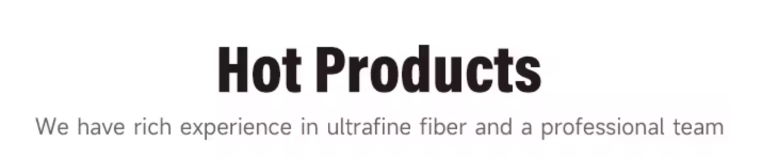 Hot Products
We have rich experience in ultrafine fiber and a professional team